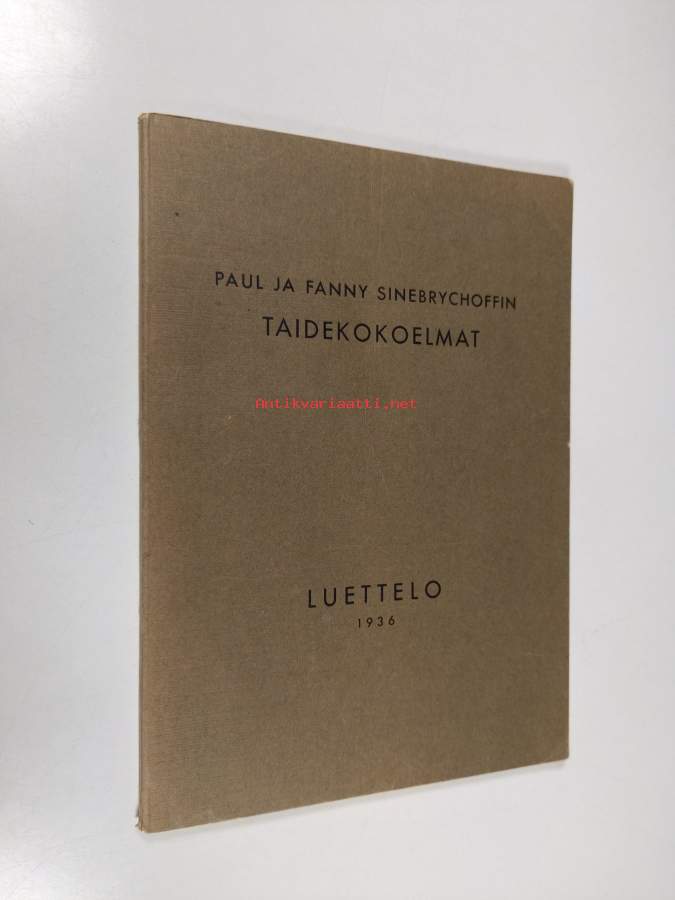 PAUL JA FANNY SINEBRYCHOFFIN
TAIDEKOKOELMAT
Antikvariaatti.net
LUETTELO
1936